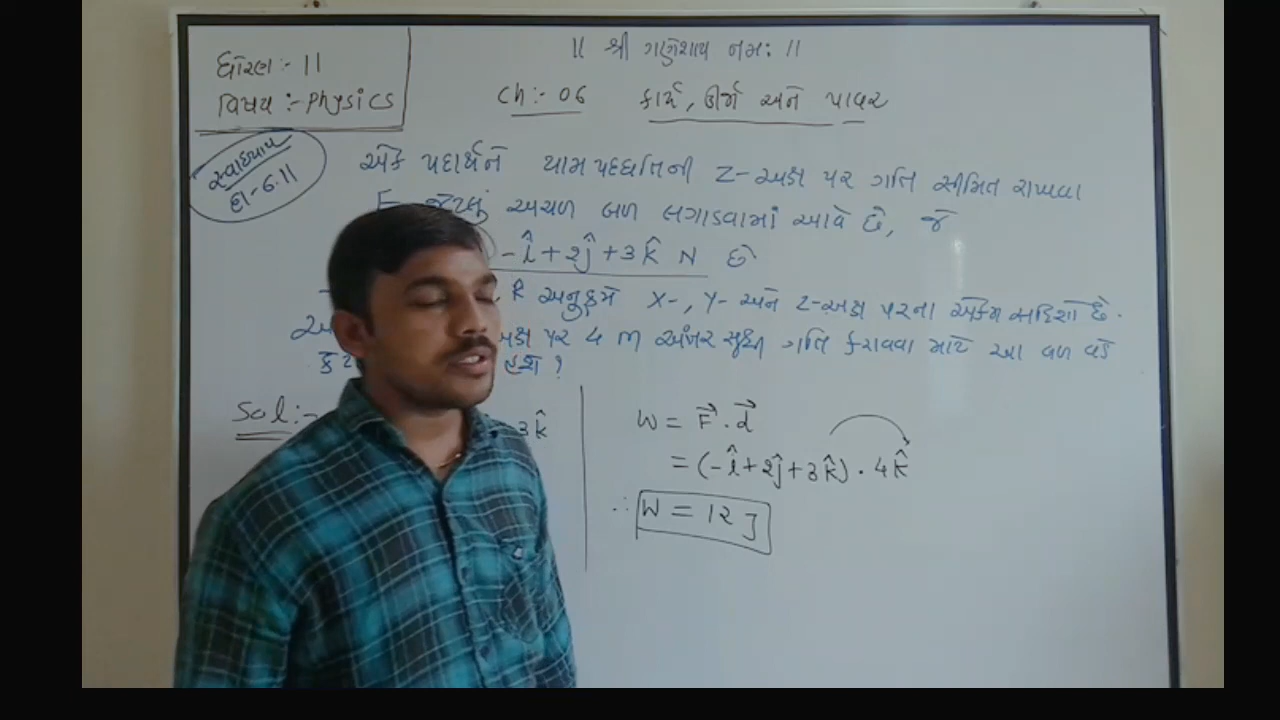 ॥ શ્રી ગણેશાય નમઃ ॥
ધોરણ :- 11
વિષય :- Physics
Ch :- 06 કાર્ય, ઊર્જા અને પાવર
સ્વાધ્યાય
દા-6.11
એક પદાર્થને યામ પદ્ધતિની Z-અક્ષ પર ગતિ સીમિત રાખવા
F જેટલું અચળ બળ લગાડવામાં આવે છે, જે
-î + 2ĵ + 3k̂ N છે
k̂ અનુક્રમે X-, Y- અને Z-અક્ષ પરના એકમ સદિશો છે.
અક્ષ પર 4 m અંતર સુધી ગતિ કરાવવા માટે આ બળ વડે
હશે ?
Sol :-
3k̂
W = F⃗ . d⃗
= (-î + 2ĵ + 3k̂) . 4k̂
∴ W = 12 J